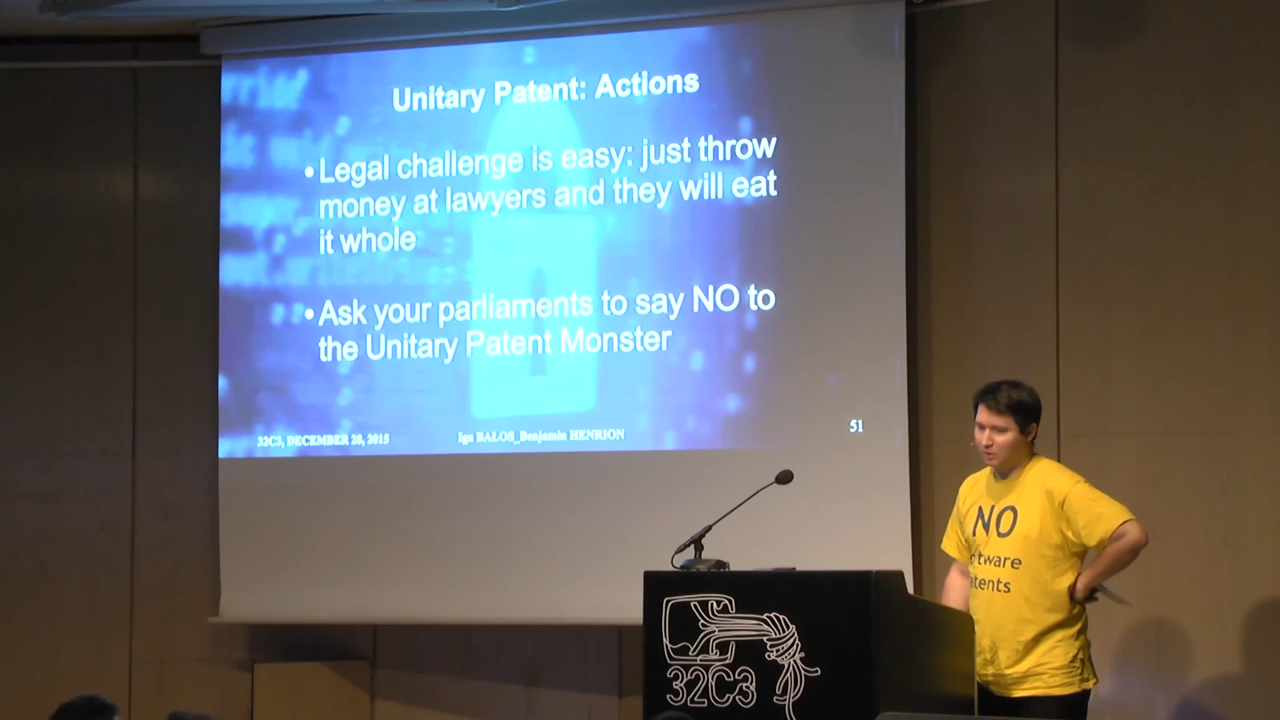 Unitary Patent: Actions
•Legal challenge is easy: just throw
money at lawyers and they will eat
it whole
•Ask your parliaments to say NO to
the Unitary Patent Monster
32C3, DECEMBER 28, 2015
Iga BALOS_Benjamin HENRION
51
NO
32C3